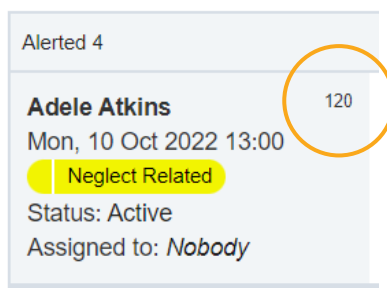 Alerted 4
Adele Atkins 120
Mon, 10 Oct 2022 13:00
Neglect Related
Status: Active
Assigned to: Nobody